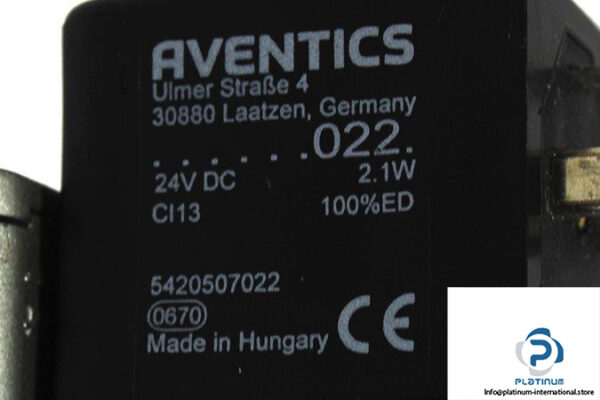 AVENTICS
Ulmer Straße 4
30880 Laatzen, Germany
. . . . . .022.
24V DC 2.1W
CI13 100%ED
5420507022
0670
Made in Hungary CE
PLATINUM
Info@platinum-international.store